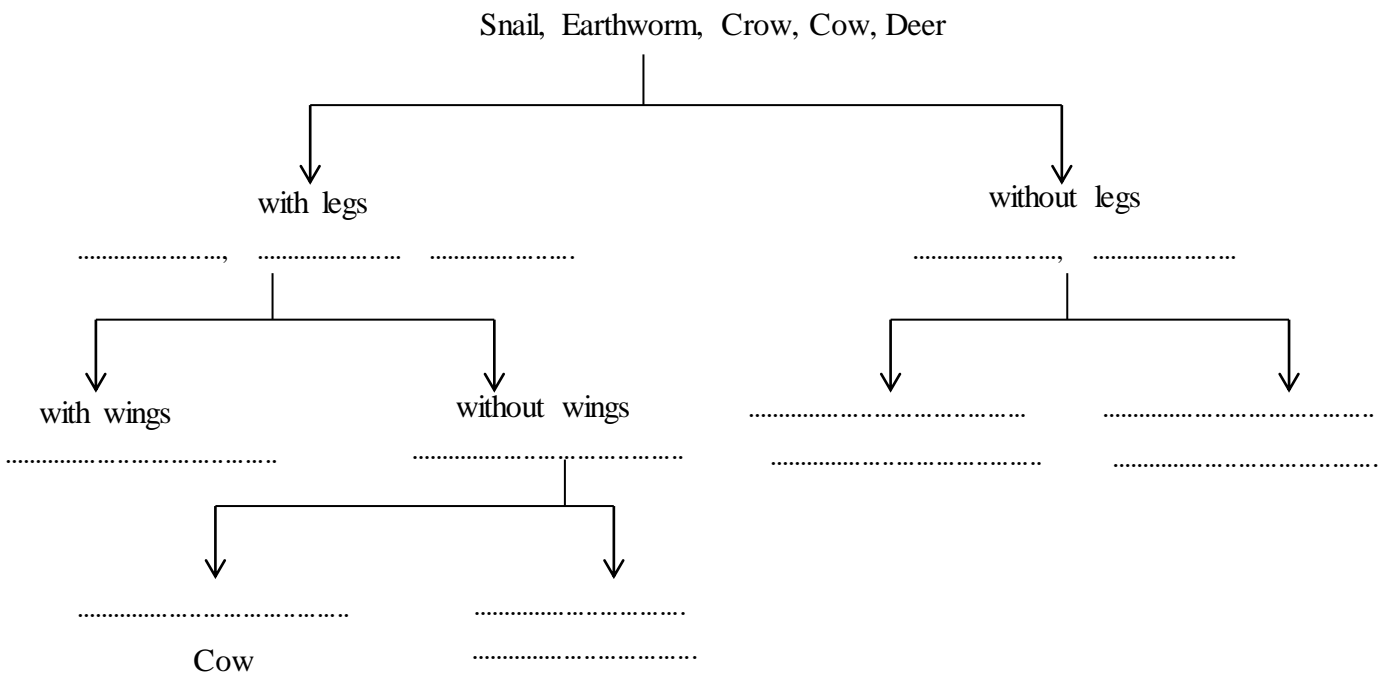 Snail, Earthworm, Crow, Cow, Deer
with legs
without legs
........................, ........................ ........................
........................, ........................
with wings
without wings
..............................................
..............................................
..............................................
..............................................
..............................................
..............................................
..............................................
....................................
Cow
......................................